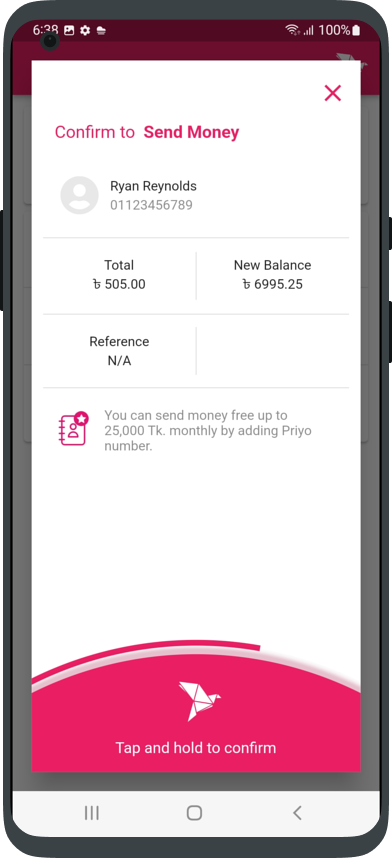 6:38
100%
Confirm to Send Money
Ryan Reynolds
01123456789
Total
৳ 505.00
New Balance
৳ 6995.25
Reference
N/A
You can send money free up to
25,000 Tk. monthly by adding Priyo
number.
Tap and hold to confirm